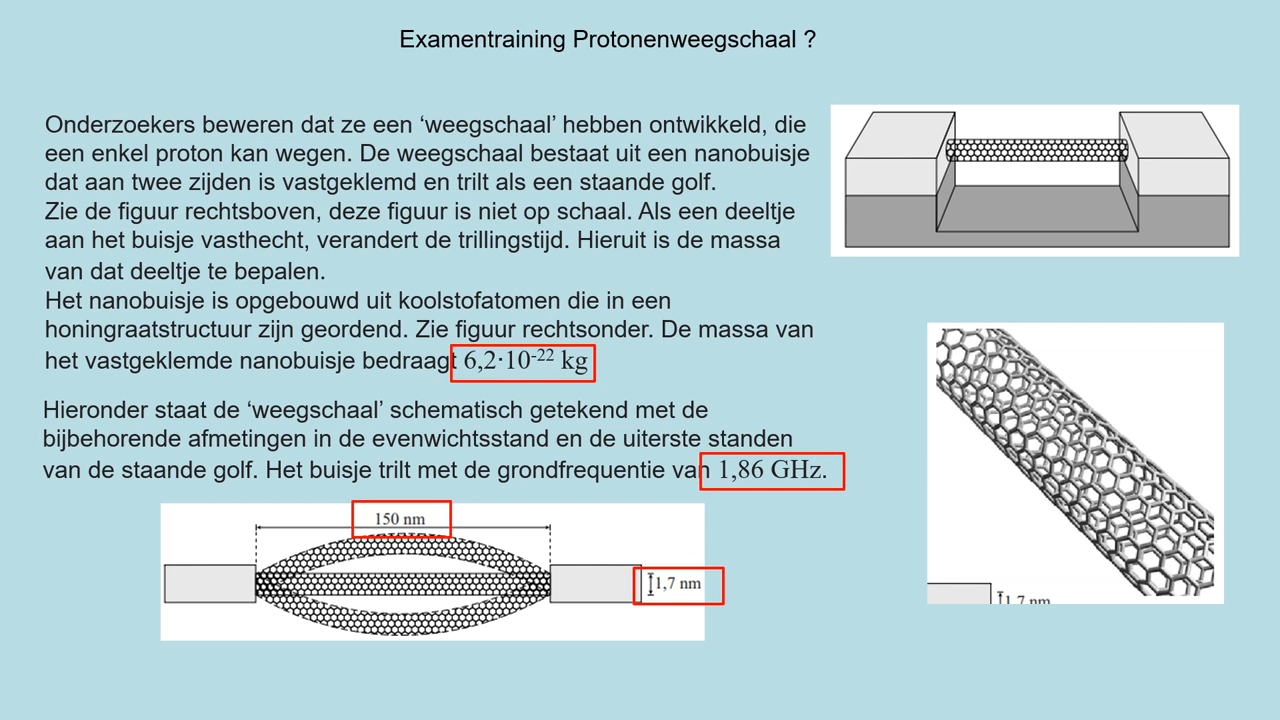 Examentraining Protonenweegschaal ?
Onderzoekers beweren dat ze een ‘weegschaal’ hebben ontwikkeld, die
een enkel proton kan wegen. De weegschaal bestaat uit een nanobuisje
dat aan twee zijden is vastgeklemd en trilt als een staande golf.
Zie de figuur rechtsboven, deze figuur is niet op schaal. Als een deeltje
aan het buisje vasthecht, verandert de trillingstijd. Hieruit is de massa
van dat deeltje te bepalen.
Het nanobuisje is opgebouwd uit koolstofatomen die in een
honingraatstructuur zijn geordend. Zie figuur rechtsonder. De massa van
het vastgeklemde nanobuisje bedraagt 6,2·10⁻²² kg
Hieronder staat de ‘weegschaal’ schematisch getekend met de
bijbehorende afmetingen in de evenwichtsstand en de uiterste standen
van de staande golf. Het buisje trilt met de grondfrequentie van 1,86 GHz.
150 nm
1,7 nm
1,7 nm